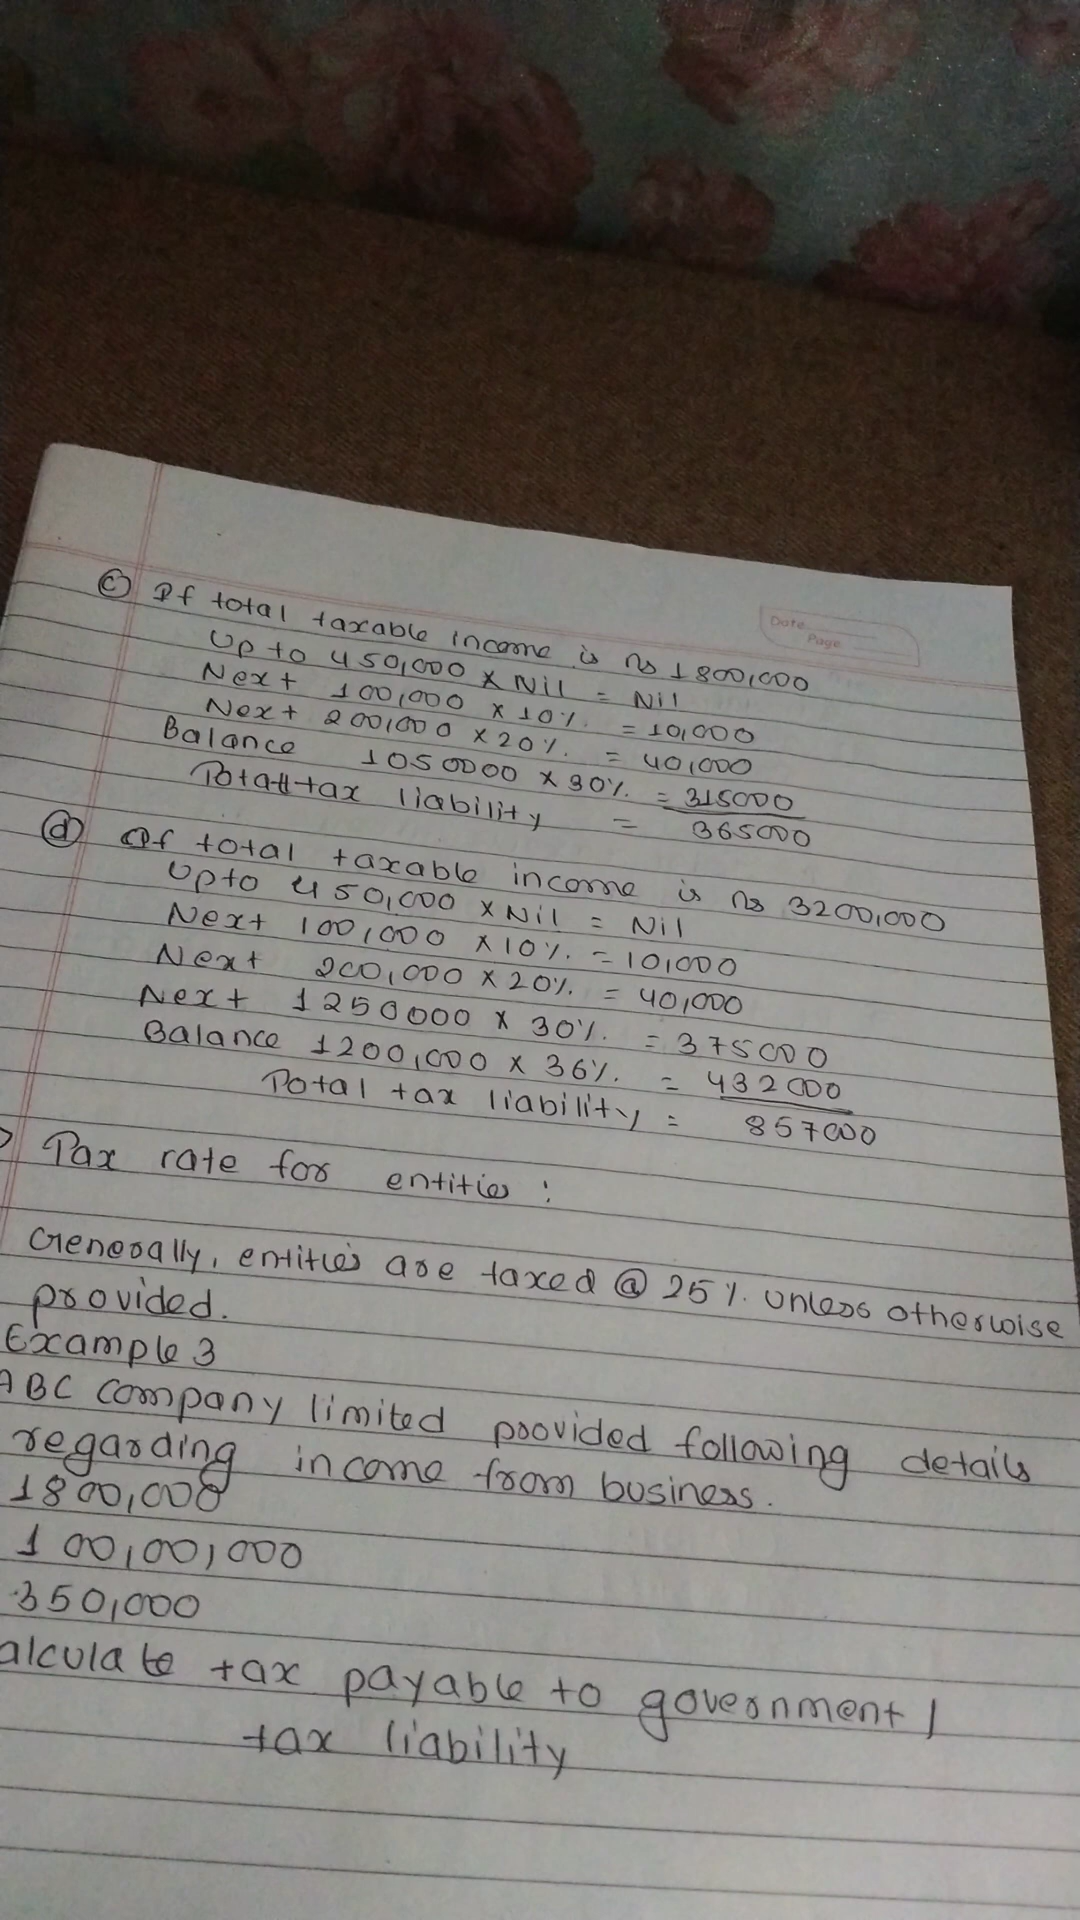 Date
Page
(c) If total taxable income is Rs 1800,000
Up to 450,000 x Nil = Nil
Next 100,000 x 10% = 10,000
Next 200,000 x 20% = 40,000
Balance 1050000 x 30% = 315000
Total tax liability = 365000
(d) If total taxable income is Rs 3200,000
Upto 450,000 x Nil = Nil
Next 100,000 x 10% = 10,000
Next 200,000 x 20% = 40,000
Next 1250000 x 30% = 375000
Balance 1200,000 x 36% = 432000
Total tax liability = 857000
Tax rate for entities :
Generally, entities are taxed @ 25% unless otherwise
provided.
Example 3
ABC company limited provided following details
regarding income from business.
1800,000
100,00,000
350,000
alculate tax payable to government /
tax liability